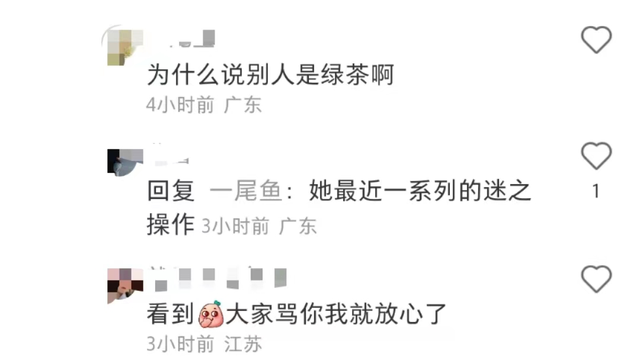 为什么说别人是绿茶啊
4小时前 广东
回复 一尾鱼：她最近一系列的迷之
操作 3小时前 广东
1
看到大家骂你我就放心了
3小时前 江苏